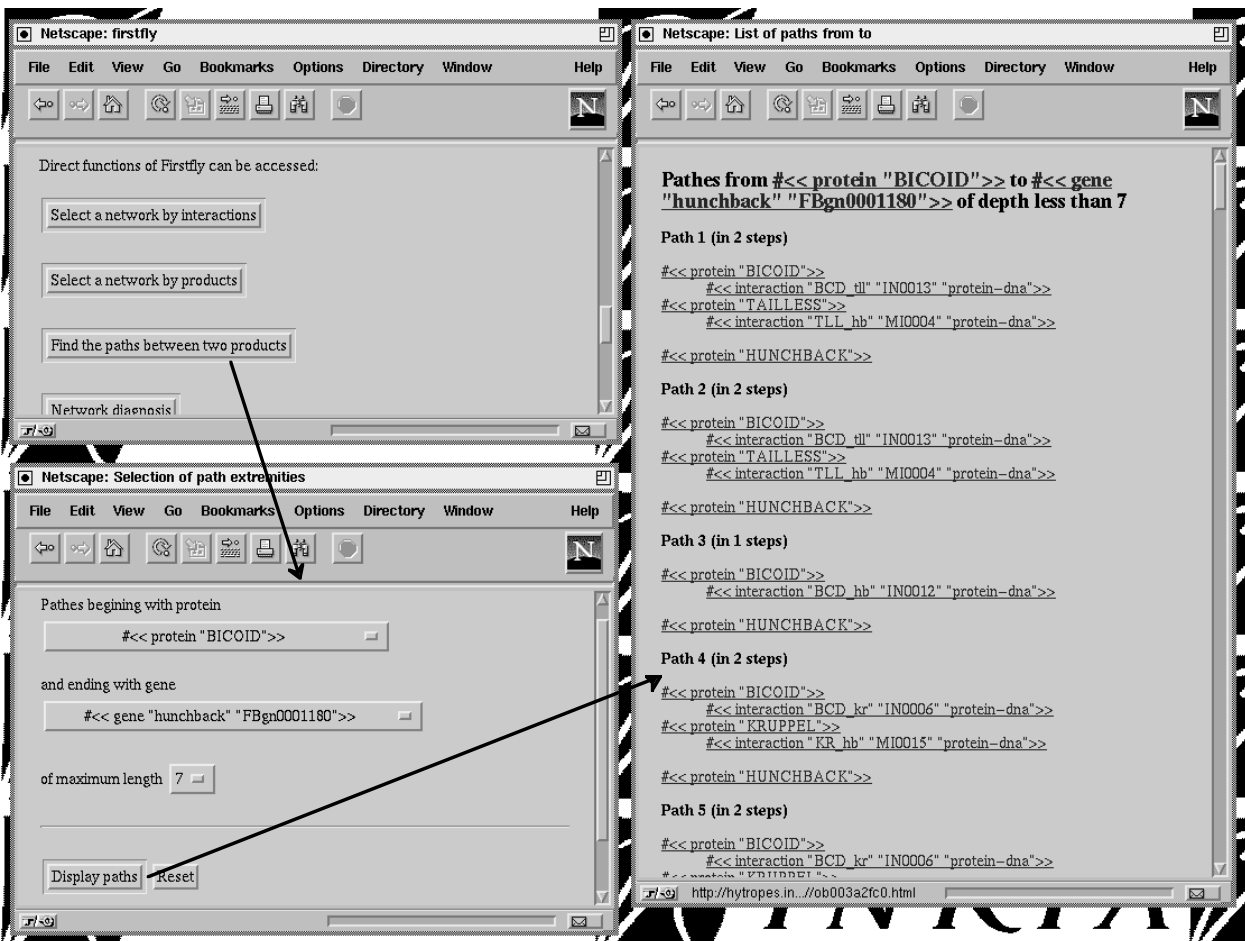 Netscape: firstfly
File Edit View Go Bookmarks Options Directory Window Help
N
Direct functions of Firstfly can be accessed:
Select a network by interactions
Select a network by products
Find the paths between two products
Network diagnosis
Netscape: Selection of path extremities
File Edit View Go Bookmarks Options Directory Window Help
N
Pathes begining with protein
#<< protein "BICOID">>
and ending with gene
#<< gene "hunchback" "FBgn0001180">>
of maximum length 7
Display paths Reset
Netscape: List of paths from to
File Edit View Go Bookmarks Options Directory Window Help
N
Pathes from #<< protein "BICOID">> to #<< gene
"hunchback" "FBgn0001180">> of depth less than 7
Path 1 (in 2 steps)
#<< protein "BICOID">>
#<< interaction "BCD_tll" "IN0013" "protein-dna">>
#<< protein "TAILLESS">>
#<< interaction "TLL_hb" "MI0004" "protein-dna">>
#<< protein "HUNCHBACK">>
Path 2 (in 2 steps)
#<< protein "BICOID">>
#<< interaction "BCD_tll" "IN0013" "protein-dna">>
#<< protein "TAILLESS">>
#<< interaction "TLL_hb" "MI0004" "protein-dna">>
#<< protein "HUNCHBACK">>
Path 3 (in 1 steps)
#<< protein "BICOID">>
#<< interaction "BCD_hb" "IN0012" "protein-dna">>
#<< protein "HUNCHBACK">>
Path 4 (in 2 steps)
#<< protein "BICOID">>
#<< interaction "BCD_kr" "IN0006" "protein-dna">>
#<< protein "KRUPPEL">>
#<< interaction "KR_hb" "MI0015" "protein-dna">>
#<< protein "HUNCHBACK">>
Path 5 (in 2 steps)
#<< protein "BICOID">>
#<< interaction "BCD_kr" "IN0006" "protein-dna">>
#<< protein "KRUPPEL">>
http://hytropes.in...//ob003a2fc0.html